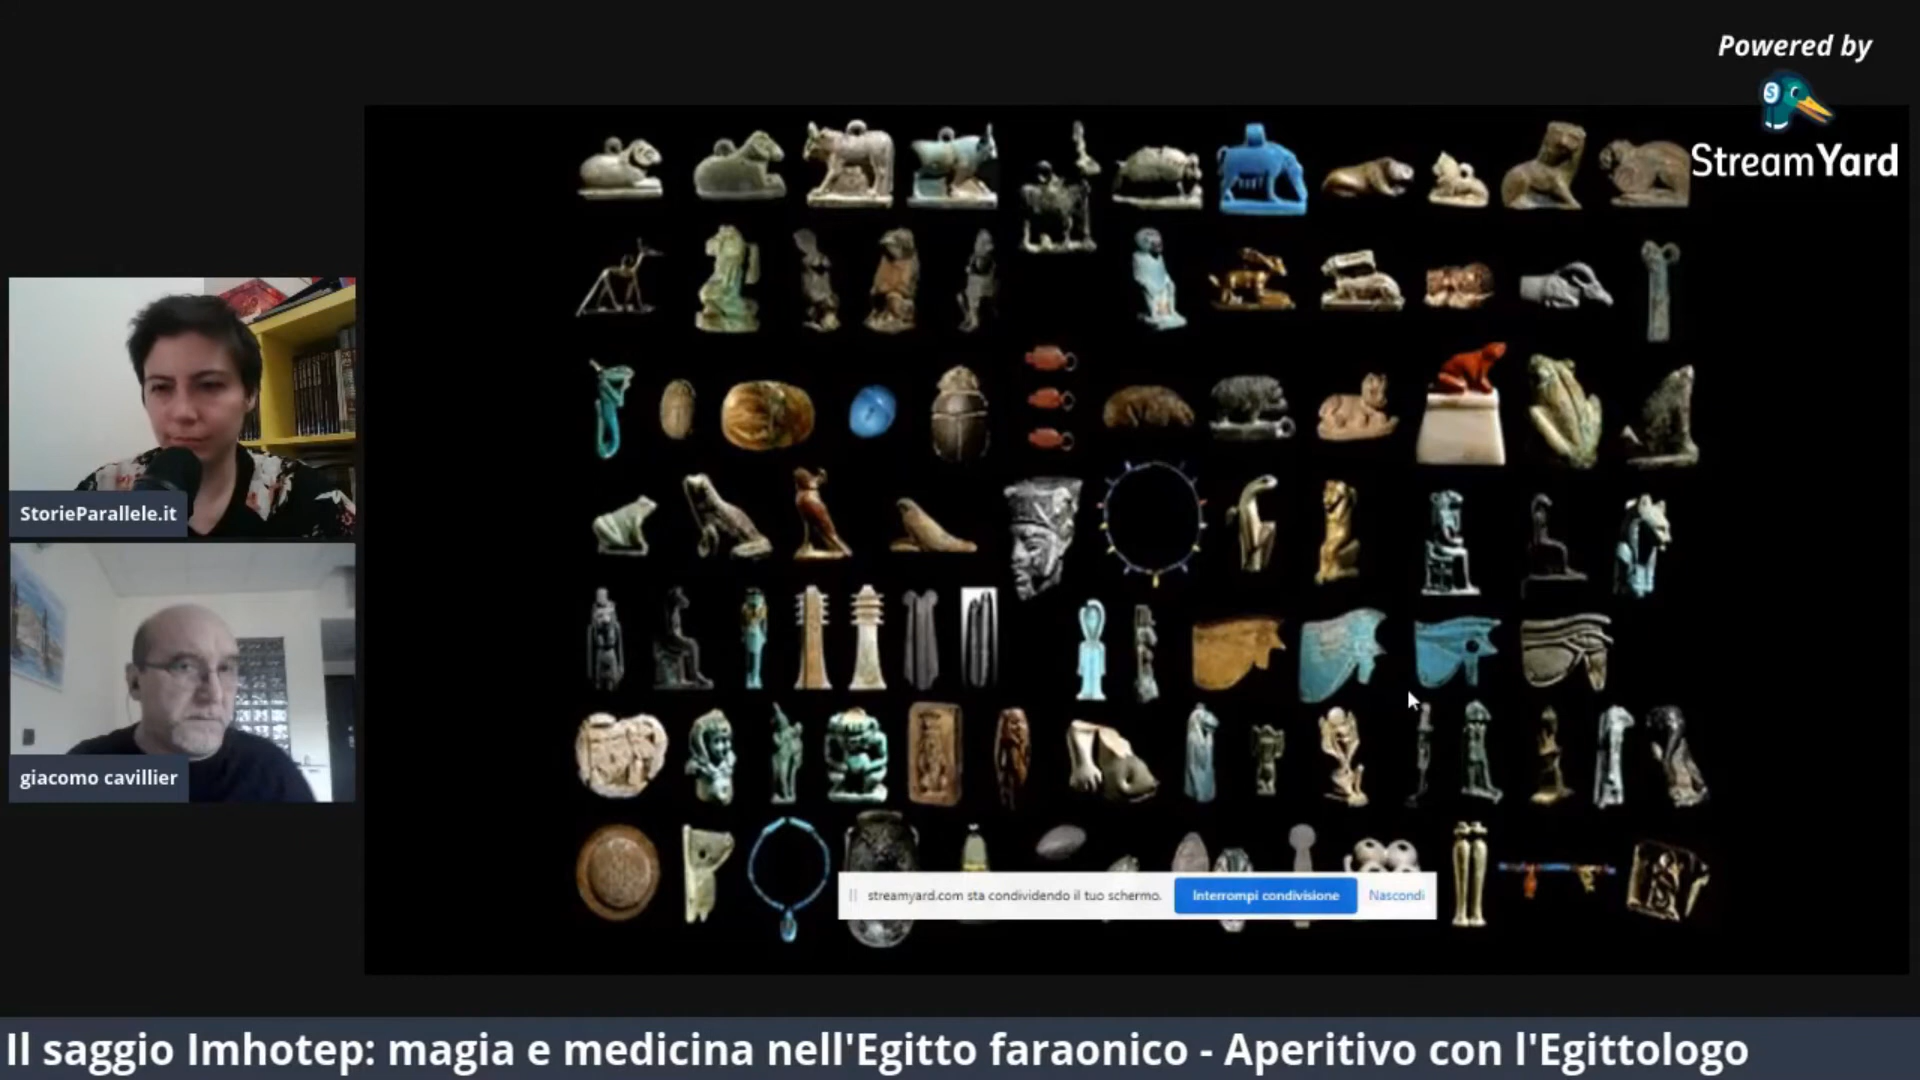 Powered by
StreamYard
StorieParallele.it
giacomo cavillier
streamyard.com sta condividendo il tuo schermo. Interrompi condivisione Nascondi
Il saggio Imhotep: magia e medicina nell'Egitto faraonico - Aperitivo con l'Egittologo